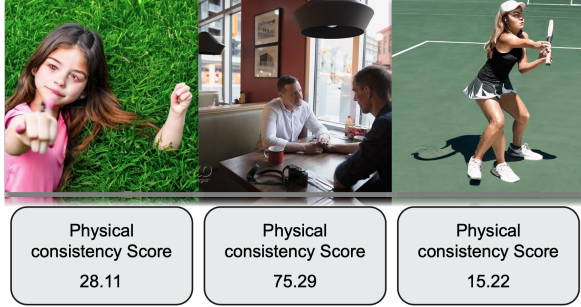 Physical
consistency Score
28.11
Physical
consistency Score
75.29
Physical
consistency Score
15.22